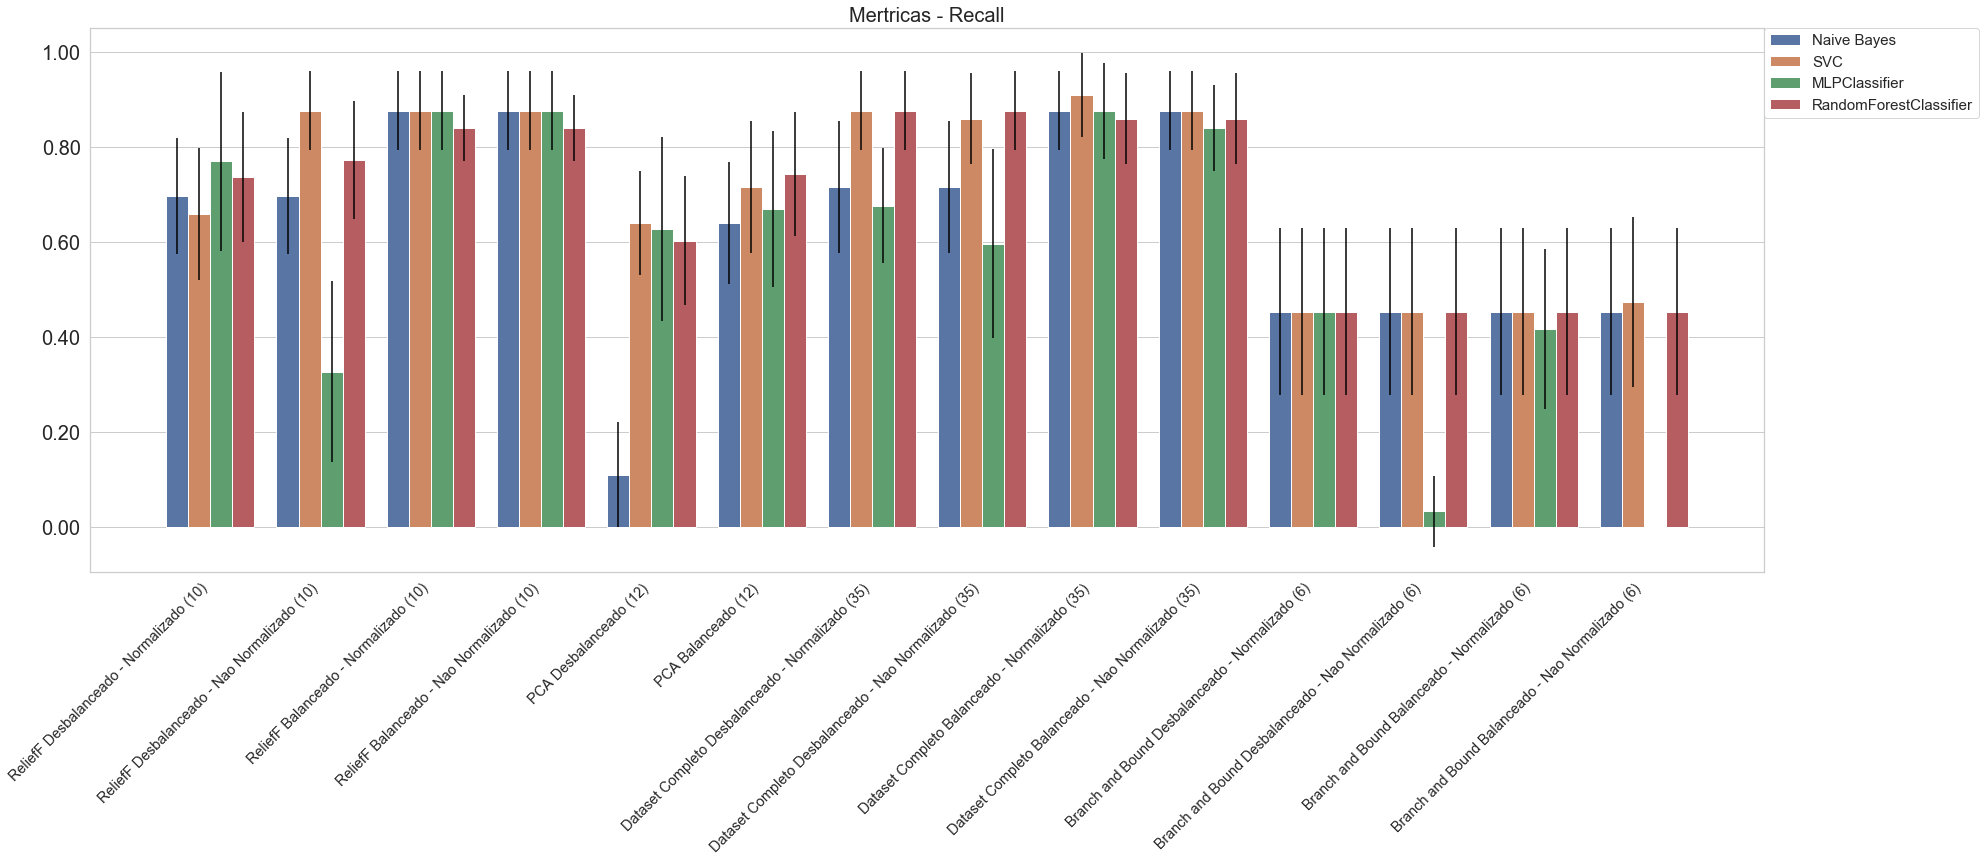 Mertricas - Recall
Naive Bayes
SVC
MLPClassifier
RandomForestClassifier
1.00
0.80
0.60
0.40
0.20
0.00
ReliefF Desbalanceado - Normalizado (10)
ReliefF Desbalanceado - Nao Normalizado (10)
ReliefF Balanceado - Normalizado (10)
ReliefF Balanceado - Nao Normalizado (10)
PCA Desbalanceado (12)
PCA Balanceado (12)
Dataset Completo Desbalanceado - Normalizado (35)
Dataset Completo Desbalanceado - Nao Normalizado (35)
Dataset Completo Balanceado - Normalizado (35)
Dataset Completo Balanceado - Nao Normalizado (35)
Branch and Bound Desbalanceado - Normalizado (6)
Branch and Bound Desbalanceado - Nao Normalizado (6)
Branch and Bound Balanceado - Normalizado (6)
Branch and Bound Balanceado - Nao Normalizado (6)